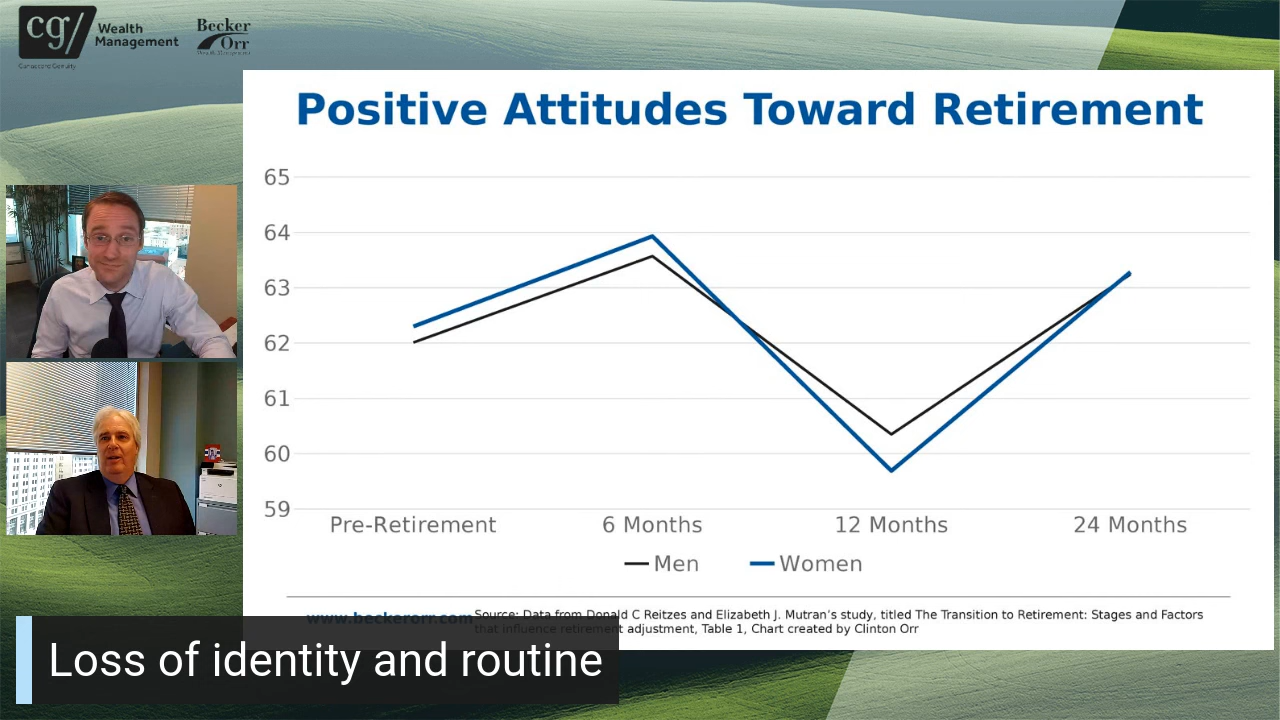 cg/ Wealth
Management
Canaccord Genuity
Becker
Orr
Positive Attitudes Toward Retirement
65
64
63
62
61
60
59
Pre-Retirement 6 Months 12 Months 24 Months
Men Women
www.beckerorr.com
Source: Data from Donald C Reitzes and Elizabeth J. Mutran’s study, titled The Transition to Retirement: Stages and Factors
that influence retirement adjustment, Table 1, Chart created by Clinton Orr
Loss of identity and routine